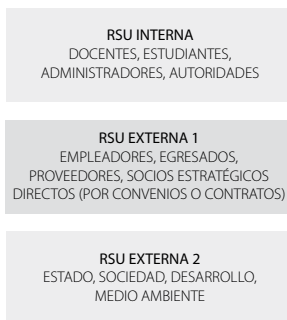 RSU INTERNA
DOCENTES, ESTUDIANTES,
ADMINISTRADORES, AUTORIDADES
RSU EXTERNA 1
EMPLEADORES, EGRESADOS,
PROVEEDORES, SOCIOS ESTRATÉGICOS
DIRECTOS (POR CONVENIOS O CONTRATOS)
RSU EXTERNA 2
ESTADO, SOCIEDAD, DESARROLLO,
MEDIO AMBIENTE